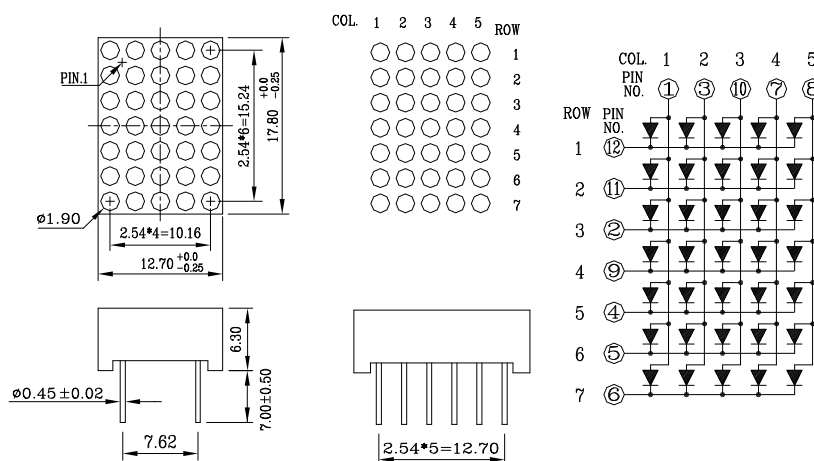 COL. 1 2 3 4 5
ROW
1
2
3
4
5
6
7
PIN.1
2.54*6=15.24
17.80 +0.0 -0.25
ø1.90
2.54*4=10.16
12.70 +0.0 -0.25
6.30
7.00±0.50
ø0.45±0.02
7.62
2.54*5=12.70
COL. 1 2 3 4 5
PIN NO. 1 3 10 7 8
ROW PIN NO.
1 12
2 11
3 2
4 9
5 4
6 5
7 6